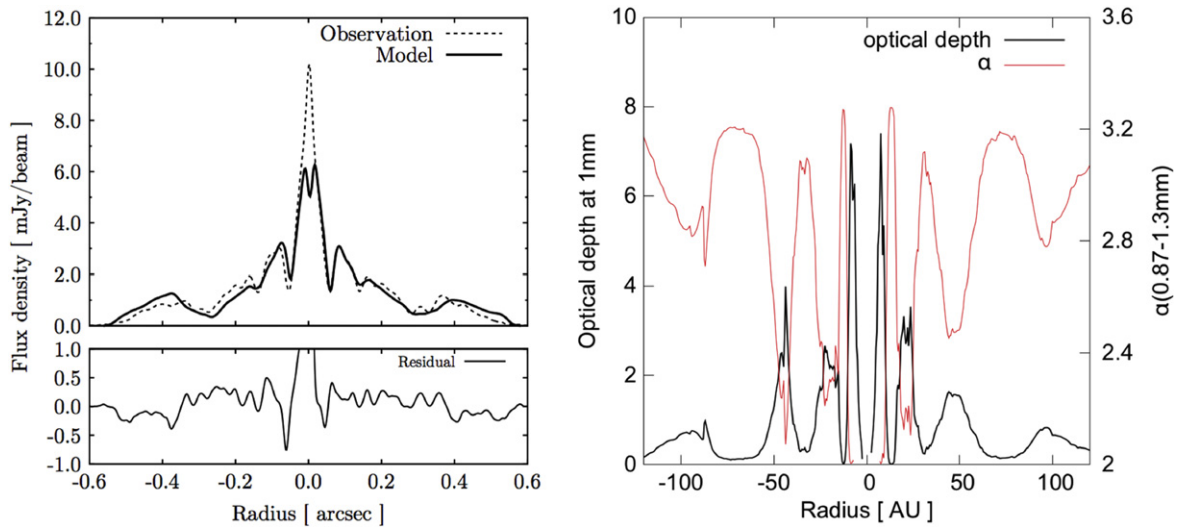 12.0
10.0
8.0
6.0
4.0
2.0
0.0
Observation
Model
Flux density [ mJy/beam ]
1.0
0.5
0.0
-0.5
-1.0
Residual
-0.6 -0.4 -0.2 0.0 0.2 0.4 0.6
Radius [ arcsec ]
10
8
6
4
2
0
Optical depth at 1mm
optical depth
α
3.6
3.2
2.8
2.4
2
α(0.87-1.3mm)
-100 -50 0 50 100
Radius [ AU ]